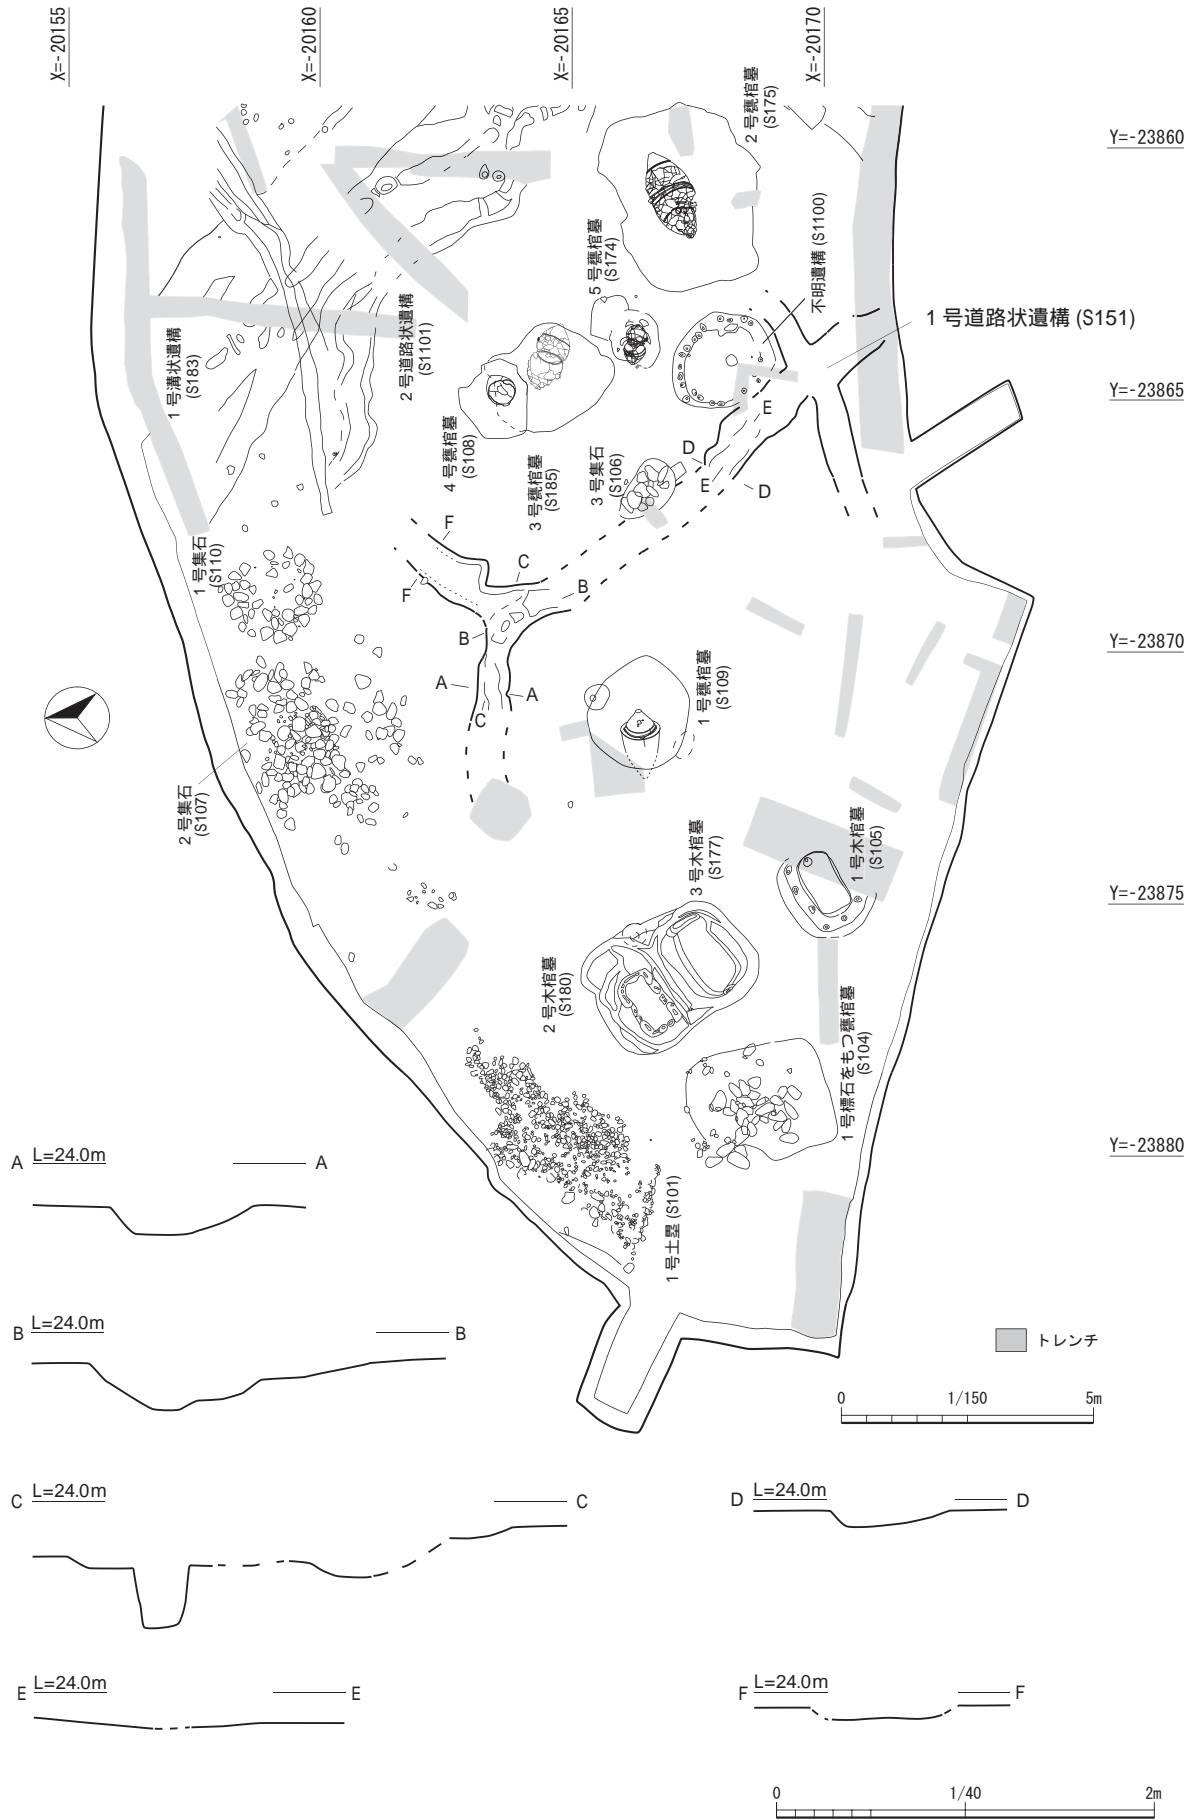 X=-20155
X=-20160
X=-20165
X=-20170
Y=-23860
Y=-23865
Y=-23870
Y=-23875
Y=-23880
2号甕棺墓
(S175)
5号甕棺墓
(S174)
不明遺構 (S1100)
1号道路状遺構 (S151)
1号溝状遺構
(S183)
2号道路状遺構
(S1101)
4号甕棺墓
(S108)
3号甕棺墓
(S185)
3号集石
(S106)
E
D
E
D
1号集石
(S110)
F
C
F
B
B
A
A
C
1号甕棺墓
(S109)
2号集石
(S107)
3号木棺墓
(S177)
1号木棺墓
(S105)
2号木棺墓
(S180)
1号標石をもつ甕棺墓
(S104)
1号土塁 (S101)
A L=24.0m A
B L=24.0m B
トレンチ
0 1/150 5m
C L=24.0m C
D L=24.0m D
E L=24.0m E
F L=24.0m F
0 1/40 2m